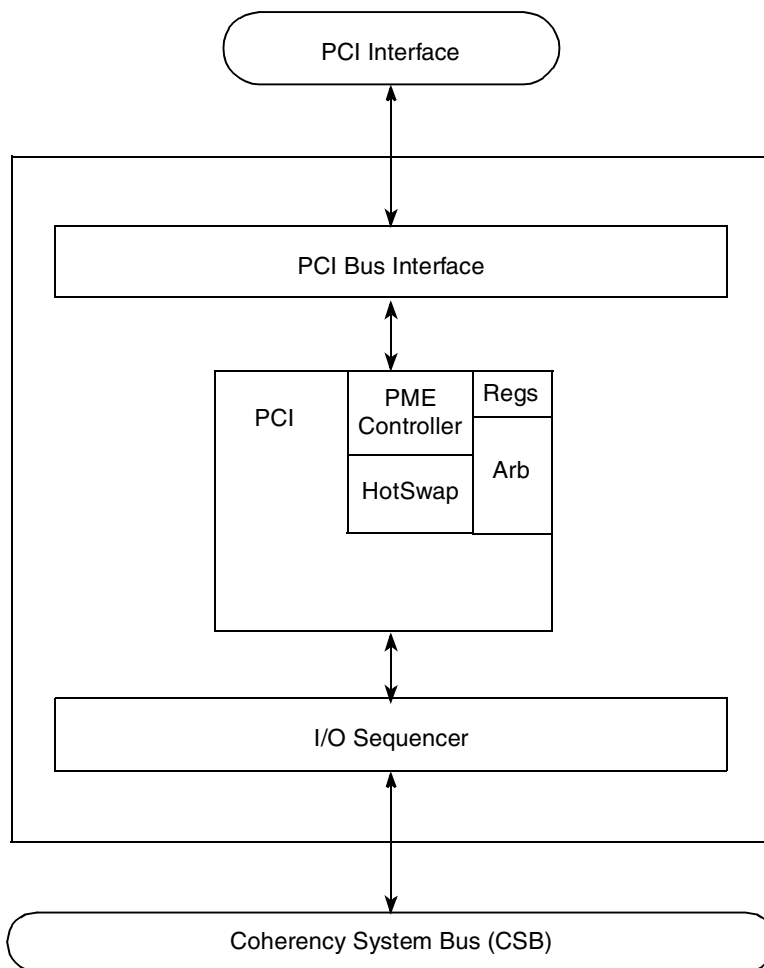 PCI Interface
PCI Bus Interface
PCI
PME
Controller
Regs
HotSwap
Arb
I/O Sequencer
Coherency System Bus (CSB)